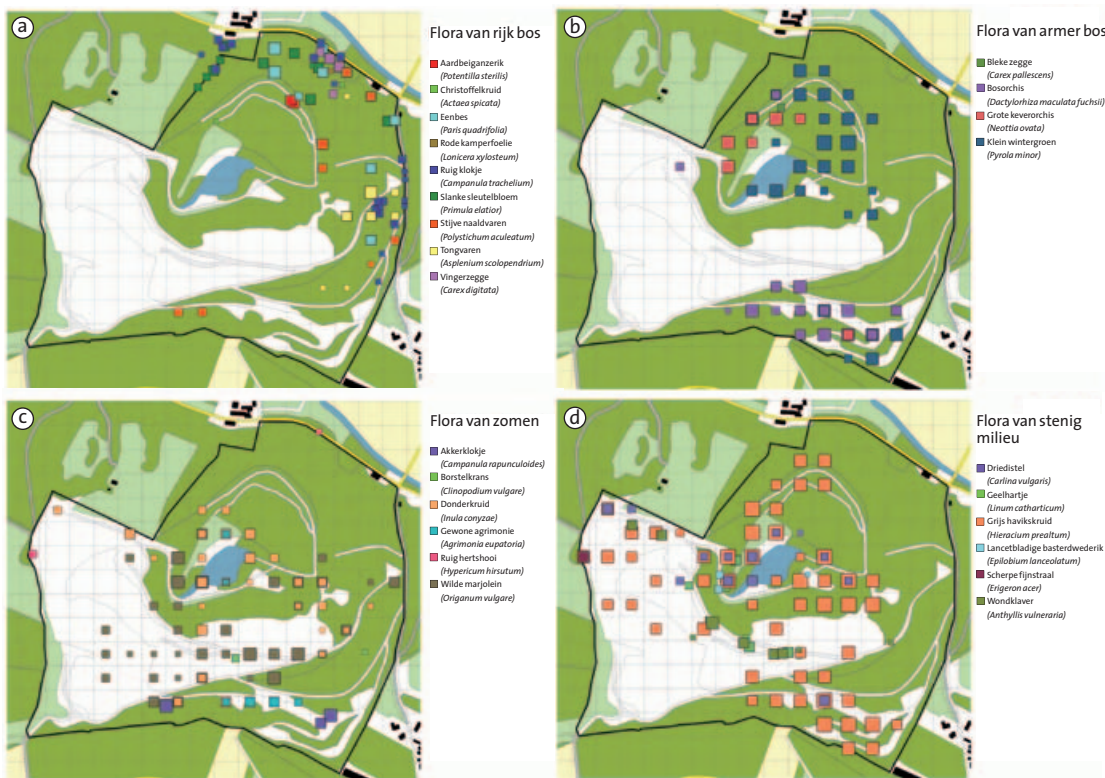 a
Flora van rijk bos
Aardbeiganzerik
(Potentilla sterilis)
Christoffelkruid
(Actaea spicata)
Eenbes
(Paris quadrifolia)
Rode kamperfoelie
(Lonicera xylosteum)
Ruig klokje
(Campanula trachelium)
Slanke sleutelbloem
(Primula elatior)
Stijve naaldvaren
(Polystichum aculeatum)
Tongvaren
(Asplenium scolopendrium)
Vingerzegge
(Carex digitata)
b
Flora van armer bos
Bleke zegge
(Carex pallescens)
Bosorchis
(Dactylorhiza maculata fuchsii)
Grote keverorchis
(Neottia ovata)
Klein wintergroen
(Pyrola minor)
c
Flora van zomen
Akkerklokje
(Campanula rapunculoides)
Borstelkrans
(Clinopodium vulgare)
Donderkruid
(Inula conyzae)
Gewone agrimonie
(Agrimonia eupatoria)
Ruig hertshooi
(Hypericum hirsutum)
Wilde marjolein
(Origanum vulgare)
d
Flora van stenig
milieu
Driedistel
(Carlina vulgaris)
Geelhartje
(Linum catharticum)
Grijs havikskruid
(Hieracium prealtum)
Lancetbladige basterdwederik
(Epilobium lanceolatum)
Scherpe fijnstraal
(Erigeron acer)
Wondklaver
(Anthyllis vulneraria)